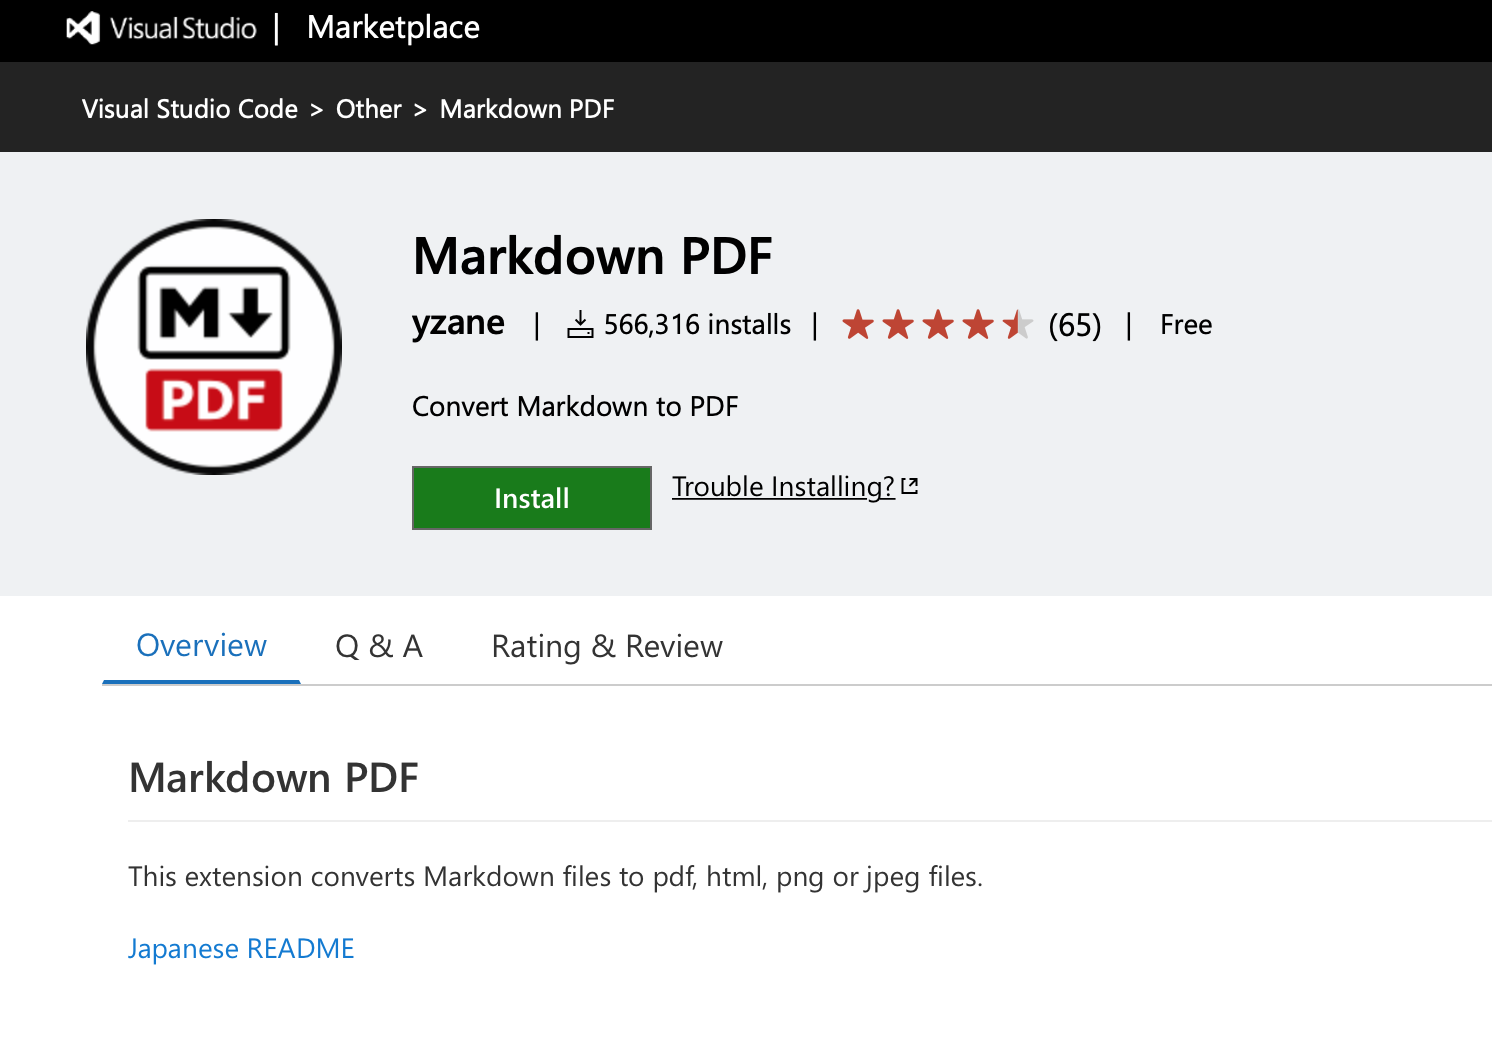 Visual Studio | Marketplace
Visual Studio Code > Other > Markdown PDF
M
PDF
Markdown PDF
yzane | 566,316 installs | (65) | Free
Convert Markdown to PDF
Install Trouble Installing?
Overview Q & A Rating & Review
Markdown PDF
This extension converts Markdown files to pdf, html, png or jpeg files.
Japanese README